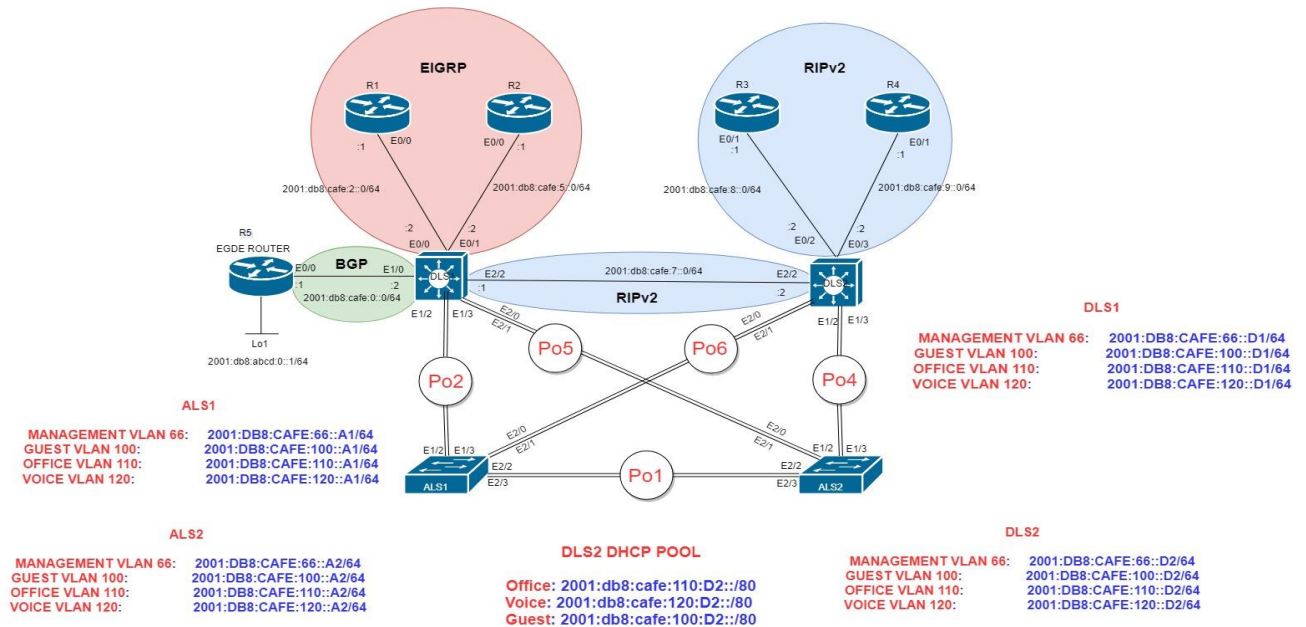 EIGRP
R1
R2
E0/0
E0/0
:1
:1
2001:db8:cafe:2::0/64
2001:db8:cafe:5::0/64
:2
:2
E0/0
E0/1
RIPv2
R3
R4
E0/1
E0/1
:1
:1
2001:db8:cafe:8::0/64
2001:db8:cafe:9::0/64
:2
:2
E0/2
E0/3
R5
EGDE ROUTER
BGP
E0/0
E1/0
:1
:2
2001:db8:cafe:0::0/64
Lo1
2001:db8:abcd:0::1/64
E2/2
2001:db8:cafe:7::0/64
E2/2
:1
RIPv2
:2
DLS2
E1/2
E1/3
E2/0
E2/1
E2/0
E2/1
E1/2
E1/3
Po5
Po6
Po2
Po4
E1/2
E1/3
E2/0
E2/1
E2/0
E2/1
E1/2
E1/3
E2/2
E2/3
Po1
E2/2
E2/3
ALS1
ALS2
DLS1
MANAGEMENT VLAN 66: 2001:DB8:CAFE:66::D1/64
GUEST VLAN 100: 2001:DB8:CAFE:100::D1/64
OFFICE VLAN 110: 2001:DB8:CAFE:110::D1/64
VOICE VLAN 120: 2001:DB8:CAFE:120::D1/64
ALS1
MANAGEMENT VLAN 66: 2001:DB8:CAFE:66::A1/64
GUEST VLAN 100: 2001:DB8:CAFE:100::A1/64
OFFICE VLAN 110: 2001:DB8:CAFE:110::A1/64
VOICE VLAN 120: 2001:DB8:CAFE:120::A1/64
ALS2
MANAGEMENT VLAN 66: 2001:DB8:CAFE:66::A2/64
GUEST VLAN 100: 2001:DB8:CAFE:100::A2/64
OFFICE VLAN 110: 2001:DB8:CAFE:110::A2/64
VOICE VLAN 120: 2001:DB8:CAFE:120::A2/64
DLS2 DHCP POOL
Office: 2001:db8:cafe:110:D2::/80
Voice: 2001:db8:cafe:120:D2::/80
Guest: 2001:db8:cafe:100:D2::/80
DLS2
MANAGEMENT VLAN 66: 2001:DB8:CAFE:66::D2/64
GUEST VLAN 100: 2001:DB8:CAFE:100::D2/64
OFFICE VLAN 110: 2001:DB8:CAFE:110::D2/64
VOICE VLAN 120: 2001:DB8:CAFE:120::D2/64